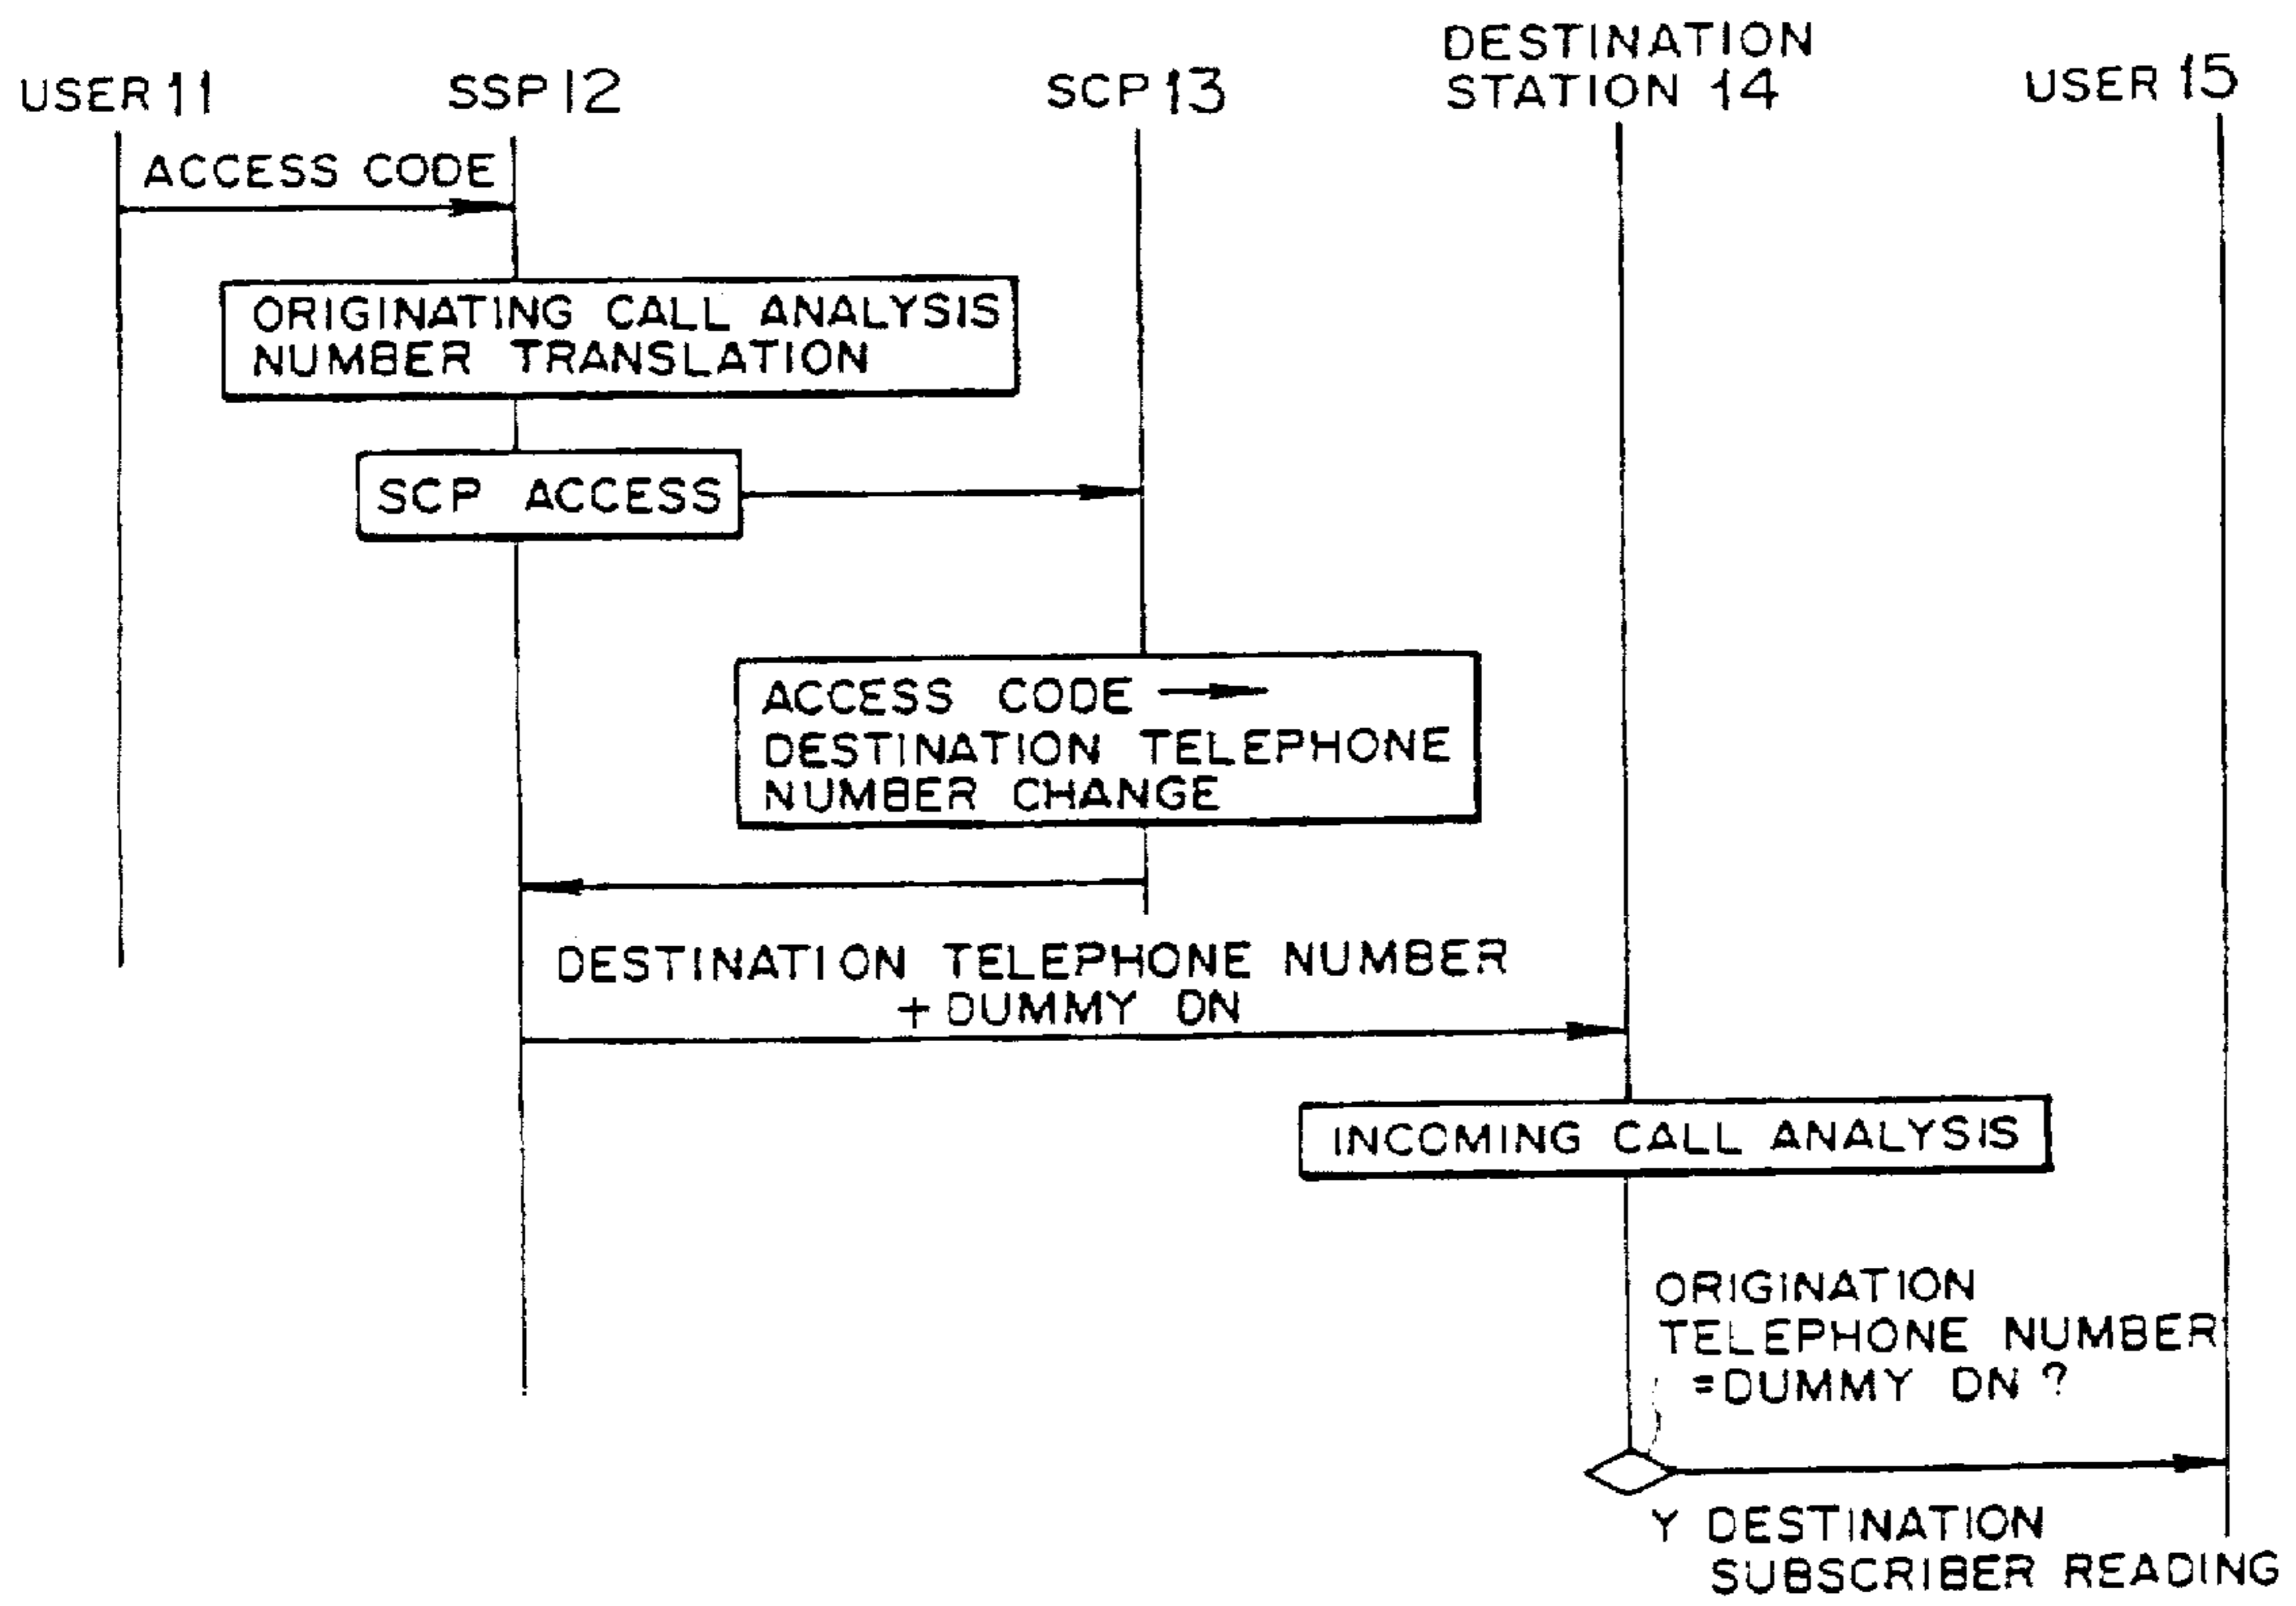 USER 11
SSP 12
SCP 13
DESTINATION
STATION 14
USER 15
ACCESS CODE
ORIGINATING CALL ANALYSIS
NUMBER TRANSLATION
SCP ACCESS
ACCESS CODE →
DESTINATION TELEPHONE
NUMBER CHANGE
DESTINATION TELEPHONE NUMBER
+ DUMMY DN
INCOMING CALL ANALYSIS
ORIGINATION
TELEPHONE NUMBER
=DUMMY DN ?
Y DESTINATION
SUBSCRIBER READING